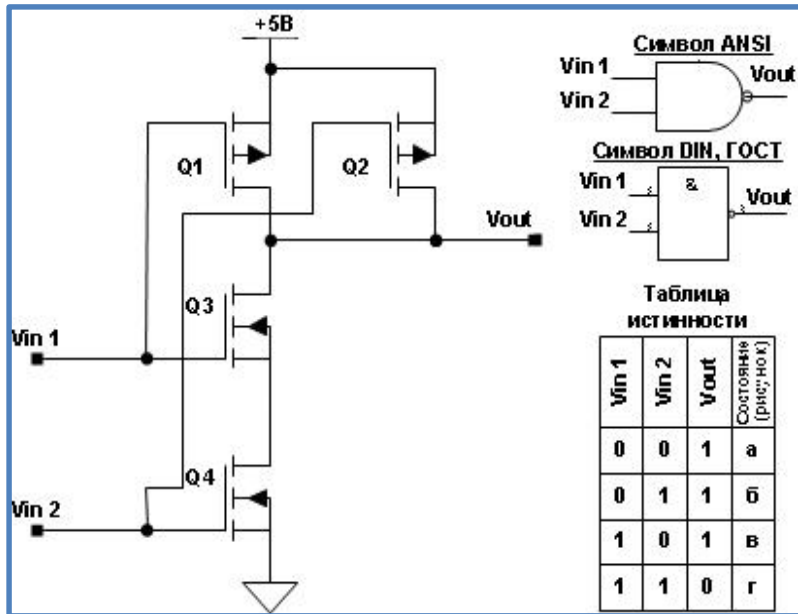 +5В
Q1
Q2
Vout
Q3
Vin 1
Q4
Vin 2
Символ ANSI
Vin 1
Vout
Vin 2
Символ DIN, ГОСТ
Vin 1
&
Vout
Vin 2
Таблица
истинности
Vin 1 Vin 2 Vout Состояние
(рисунок)
0 0 1 а
0 1 1 б
1 0 1 в
1 1 0 г